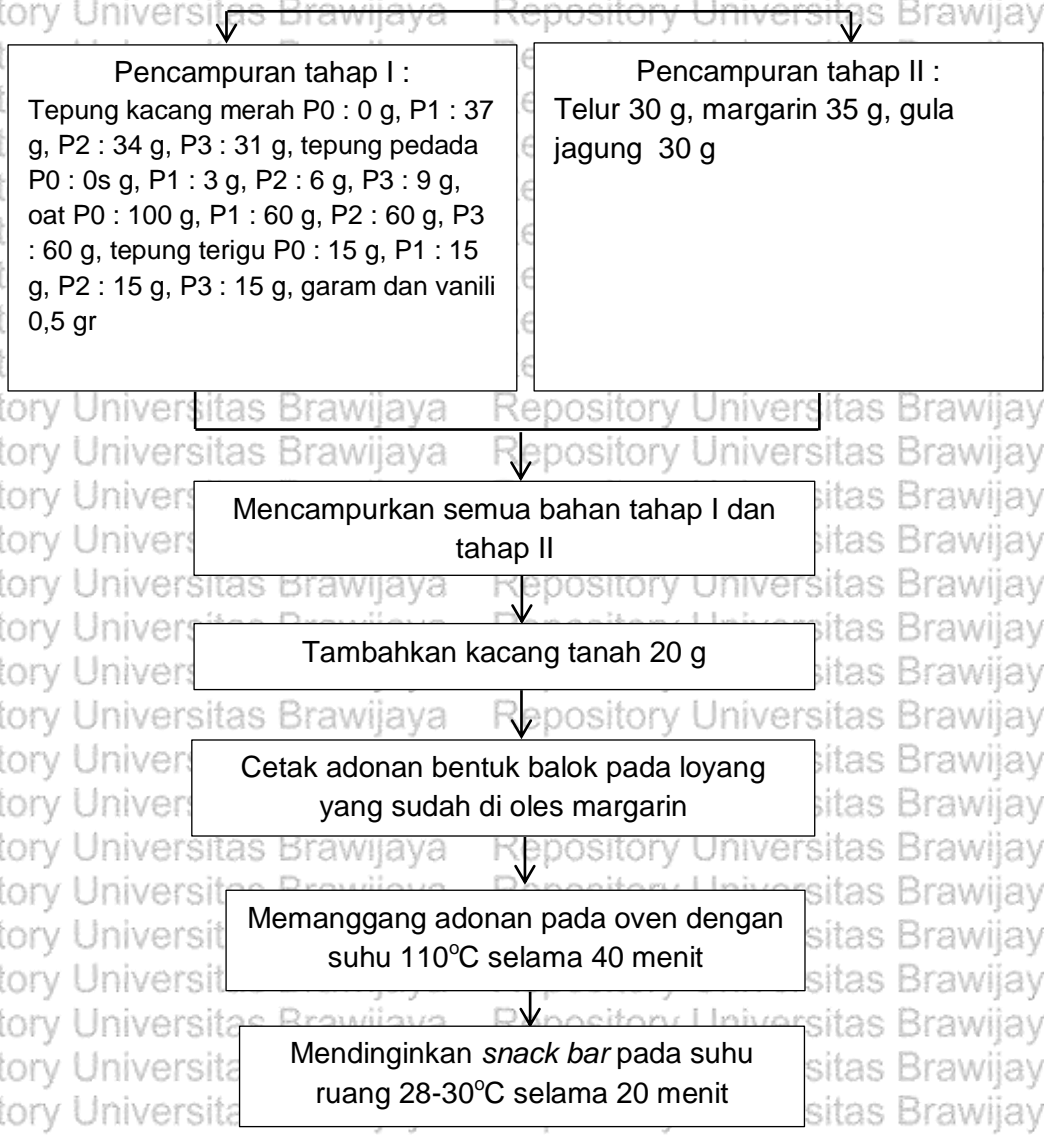 Pencampuran tahap I :
Tepung kacang merah P0 : 0 g, P1 : 37
g, P2 : 34 g, P3 : 31 g, tepung pedada
P0 : 0s g, P1 : 3 g, P2 : 6 g, P3 : 9 g,
oat P0 : 100 g, P1 : 60 g, P2 : 60 g, P3
: 60 g, tepung terigu P0 : 15 g, P1 : 15
g, P2 : 15 g, P3 : 15 g, garam dan vanili
0,5 gr
Pencampuran tahap II :
Telur 30 g, margarin 35 g, gula
jagung 30 g
Mencampurkan semua bahan tahap I dan
tahap II
Tambahkan kacang tanah 20 g
Cetak adonan bentuk balok pada loyang
yang sudah di oles margarin
Memanggang adonan pada oven dengan
suhu 110°C selama 40 menit
Mendinginkan snack bar pada suhu
ruang 28-30°C selama 20 menit
Repository Universitas Brawijaya